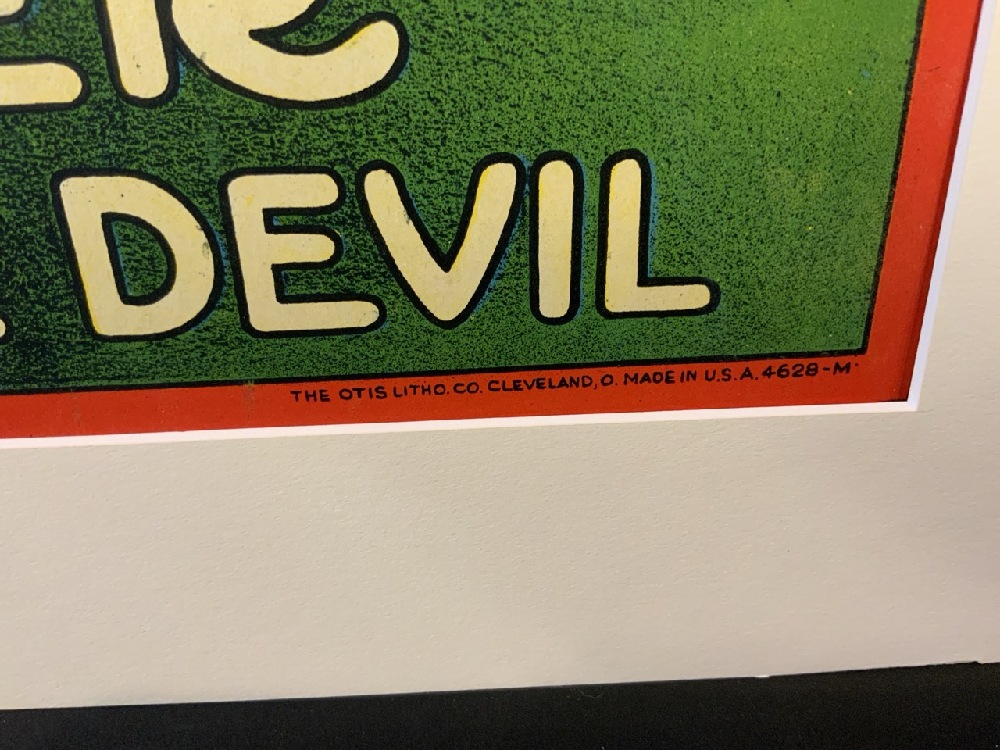 DEVIL
THE OTIS LITHO. CO. CLEVELAND, O. MADE IN U.S.A. 4628-M